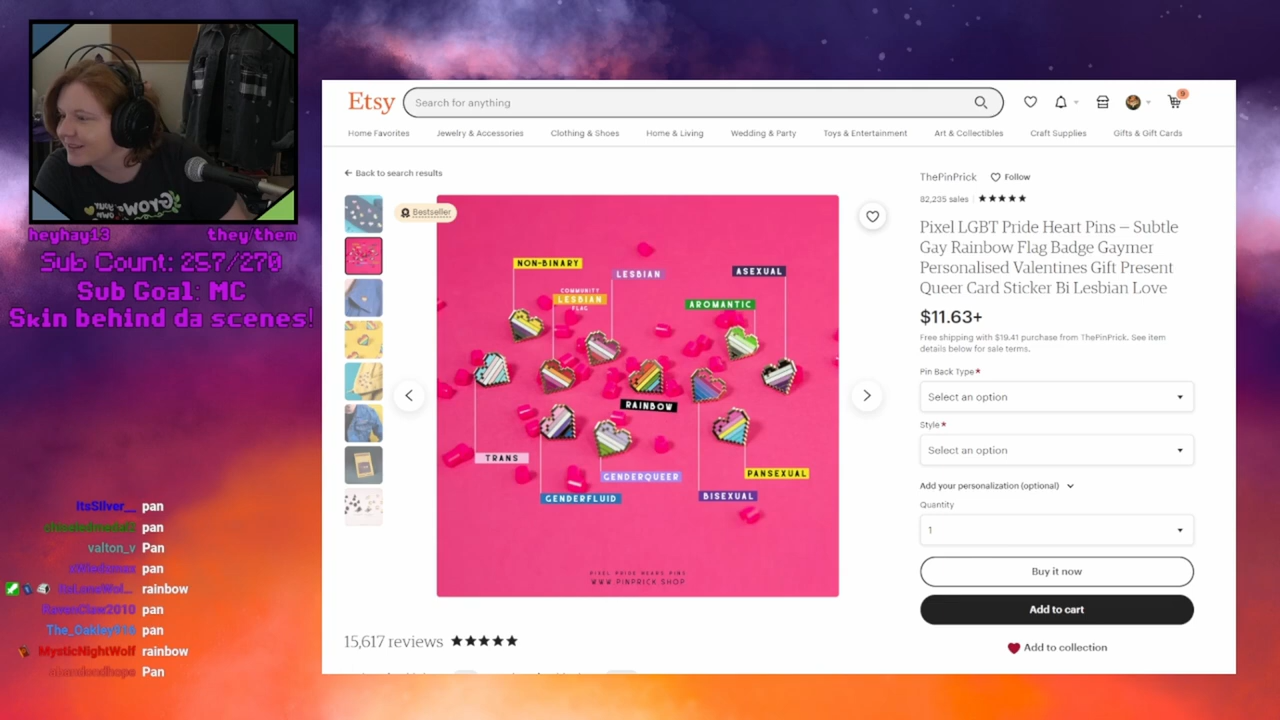 heyhay13
they/them
Sub Count: 257/270
Sub Goal: MC
Skin behind da scenes!
ItsSilver__ pan
pan
valton_v Pan
pan
rainbow
RavenClaw2010 pan
The_Oakley916 pan
MysticNightWolf rainbow
Pan
Etsy
Search for anything
9
Home Favorites
Jewelry & Accessories
Clothing & Shoes
Home & Living
Wedding & Party
Toys & Entertainment
Art & Collectibles
Craft Supplies
Gifts & Gift Cards
Back to search results
Bestseller
NON-BINARY
LESBIAN
ASEXUAL
COMMUNITY
LESBIAN
FLAG
AROMANTIC
RAINBOW
TRANS
GENDERQUEER
PANSEXUAL
GENDERFLUID
BISEXUAL
PIXEL PRIDE HEART PINS
WWW PINPRICK SHOP
15,617 reviews
ThePinPrick
Follow
82,235 sales
Pixel LGBT Pride Heart Pins – Subtle
Gay Rainbow Flag Badge Gaymer
Personalised Valentines Gift Present
Queer Card Sticker Bi Lesbian Love
$11.63+
Free shipping with $19.41 purchase from ThePinPrick. See item
details below for sale terms.
Pin Back Type *
Select an option
Style *
Select an option
Add your personalization (optional)
Quantity
1
Buy it now
Add to cart
Add to collection